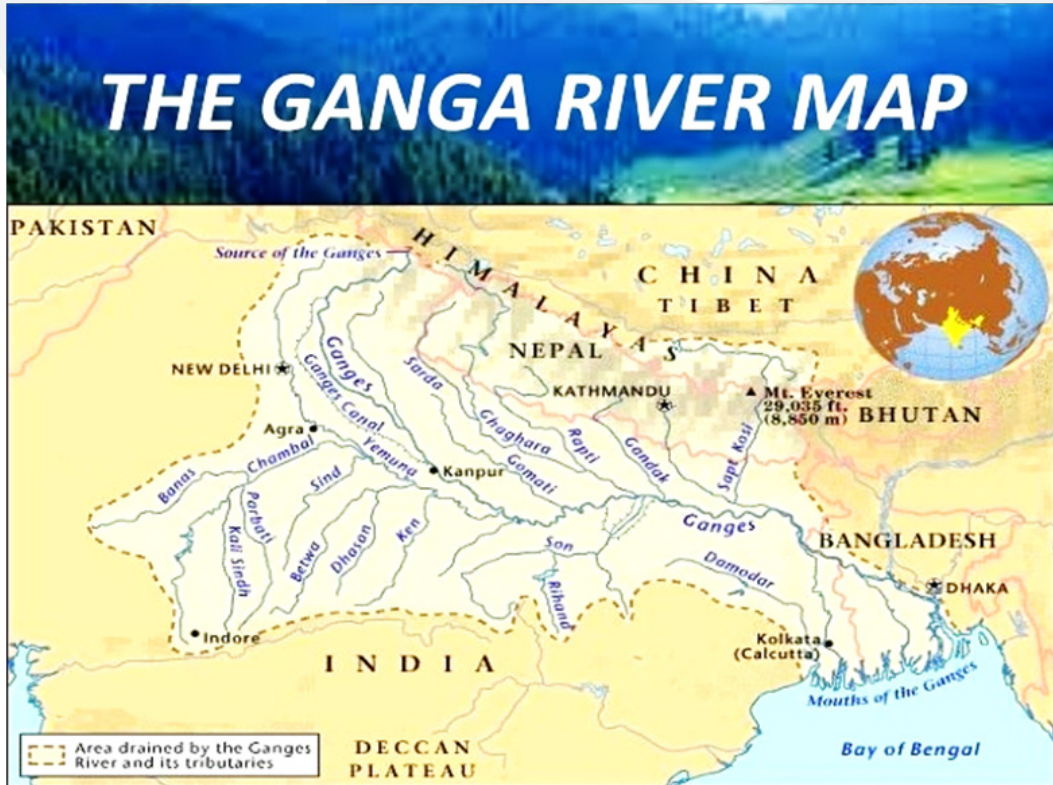 THE GANGA RIVER MAP
PAKISTAN
Source of the Ganges
HIMALAYAS
CHINA
TIBET
NEPAL
NEW DELHI
Ganges Canal
Ganges
Sarda
KATHMANDU
Mt. Everest
29,035 ft.
(8,850 m)
BHUTAN
Agra
Yemuna
Kanpur
Ghaghara
Gomati
Rapti
Gandak
Sapt Kosi
Banas
Chambal
Sind
Parbati
Kali Sindh
Betwa
Dhasan
Ken
Son
Rihand
Ganges
Damodar
BANGLADESH
DHAKA
Indore
Kolkata
(Calcutta)
INDIA
Mouths of the Ganges
Bay of Bengal
DECCAN
PLATEAU
Area drained by the Ganges
River and its tributaries